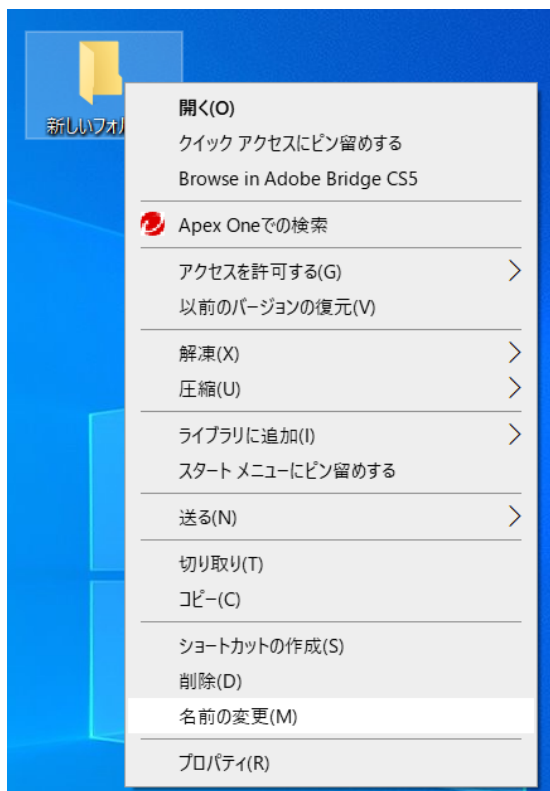 新しいフォ
開く(O)
クイック アクセスにピン留めする
Browse in Adobe Bridge CS5
Apex Oneでの検索
アクセスを許可する(G)
以前のバージョンの復元(V)
解凍(X)
圧縮(U)
ライブラリに追加(I)
スタート メニューにピン留めする
送る(N)
切り取り(T)
コピー(C)
ショートカットの作成(S)
削除(D)
名前の変更(M)
プロパティ(R)